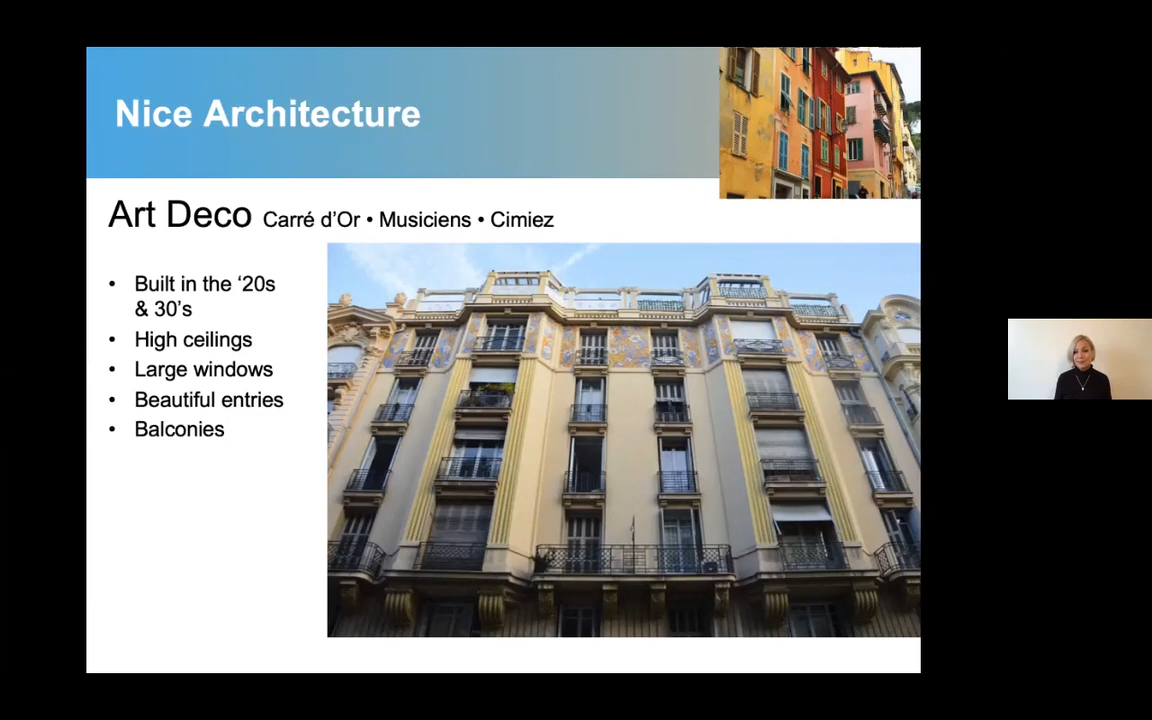 Nice Architecture
Art Deco Carré d’Or • Musiciens • Cimiez
• Built in the ‘20s
& 30’s
• High ceilings
• Large windows
• Beautiful entries
• Balconies